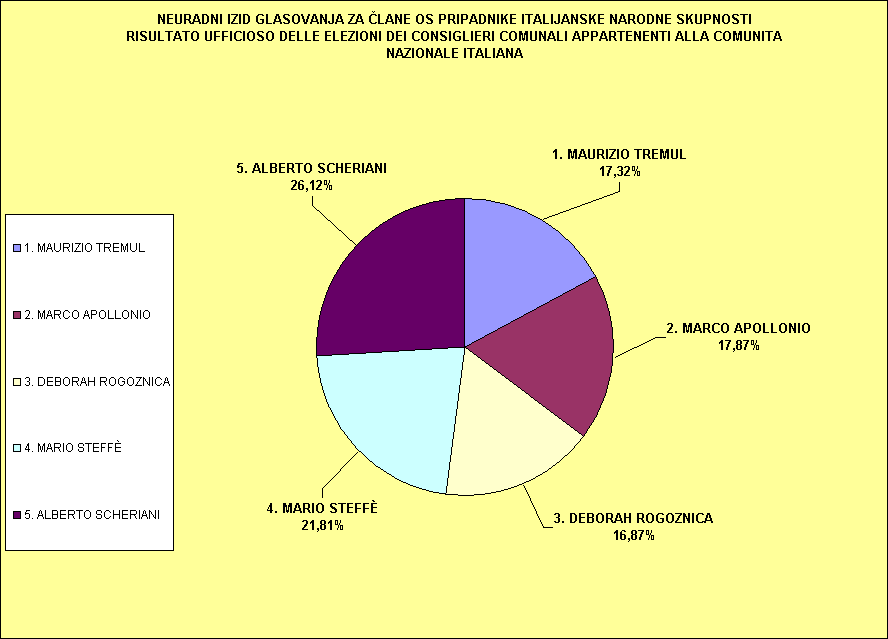 NEURADNI IZID GLASOVANJA ZA ČLANE OS PRIPADNIKE ITALIJANSKE NARODNE SKUPNOSTI
RISULTATO UFFICIOSO DELLE ELEZIONI DEI CONSIGLIERI COMUNALI APPARTENENTI ALLA COMUNITA
NAZIONALE ITALIANA
1. MAURIZIO TREMUL
17,32%
5. ALBERTO SCHERIANI
26,12%
2. MARCO APOLLONIO
17,87%
4. MARIO STEFFÈ
21,81%
3. DEBORAH ROGOZNICA
16,87%
1. MAURIZIO TREMUL
2. MARCO APOLLONIO
3. DEBORAH ROGOZNICA
4. MARIO STEFFÈ
5. ALBERTO SCHERIANI